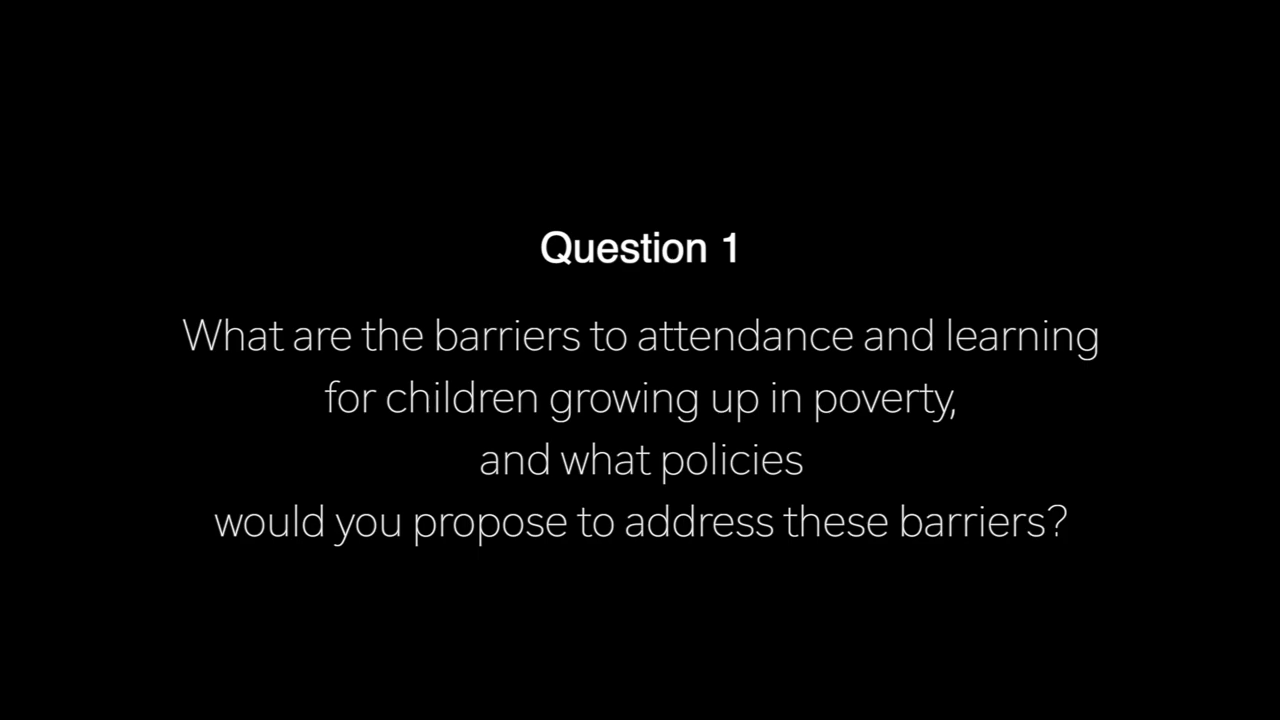 Question 1
What are the barriers to attendance and learning
for children growing up in poverty,
and what policies
would you propose to address these barriers?